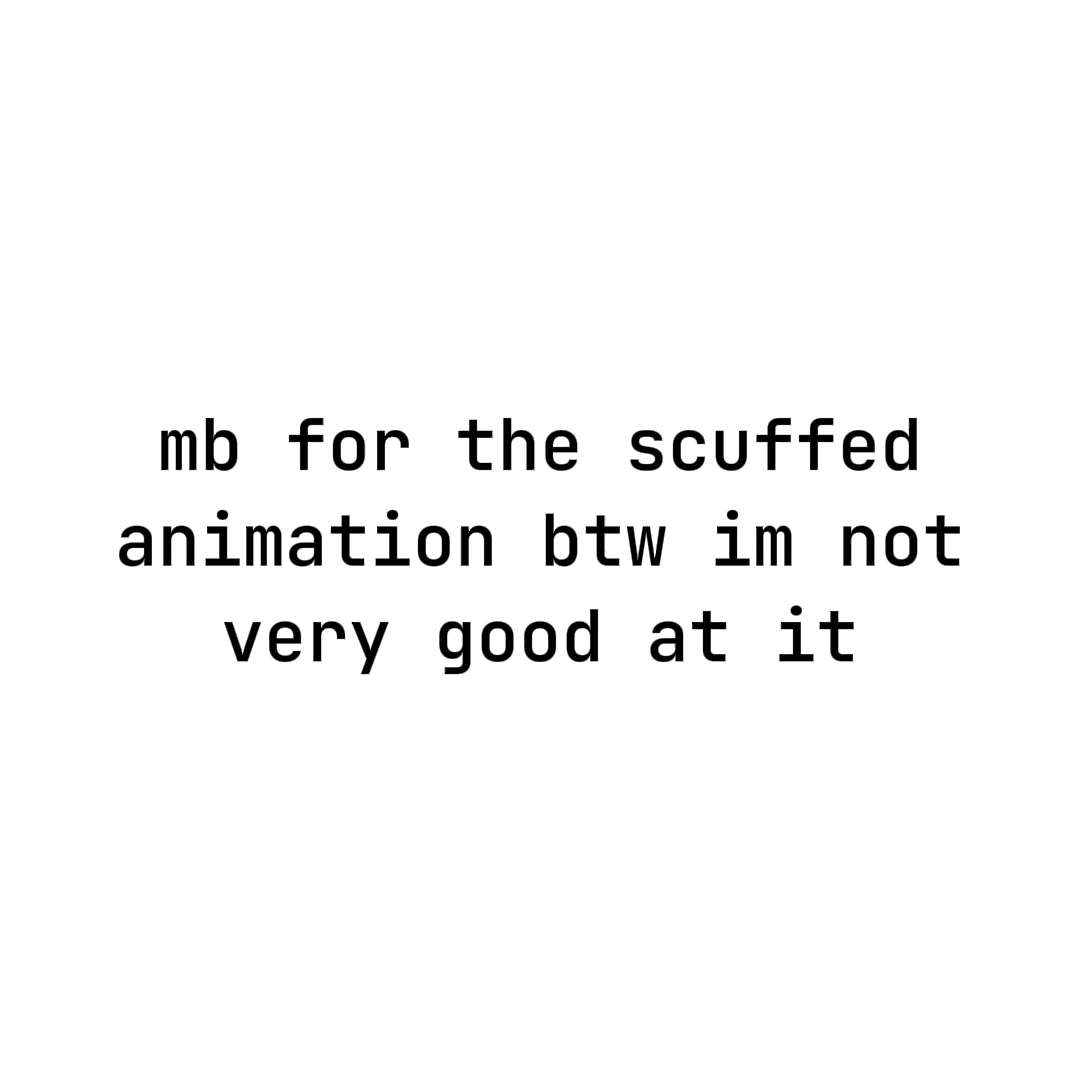 mb for the scuffed
animation btw im not
very good at it